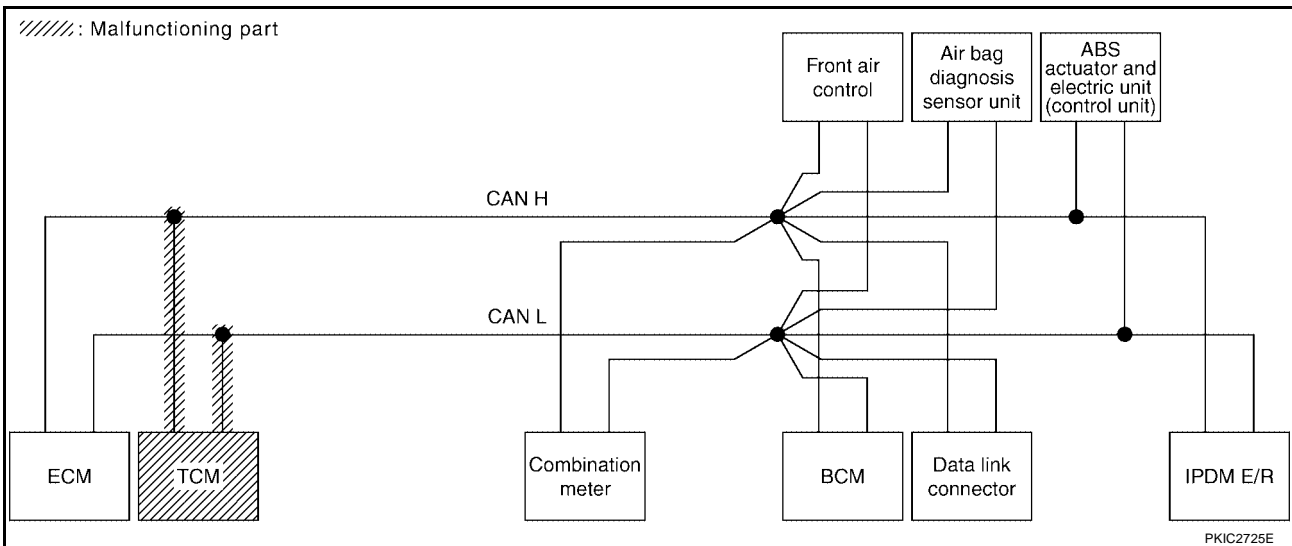 : Malfunctioning part
Front air
control
Air bag
diagnosis
sensor unit
ABS
actuator and
electric unit
(control unit)
CAN H
CAN L
ECM
TCM
Combination
meter
BCM
Data link
connector
IPDM E/R
PKIC2725E